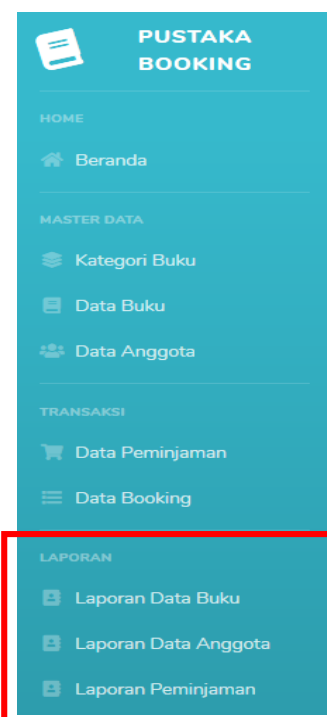 PUSTAKA
BOOKING
HOME
Beranda
MASTER DATA
Kategori Buku
Data Buku
Data Anggota
TRANSAKSI
Data Peminjaman
Data Booking
LAPORAN
Laporan Data Buku
Laporan Data Anggota
Laporan Peminjaman